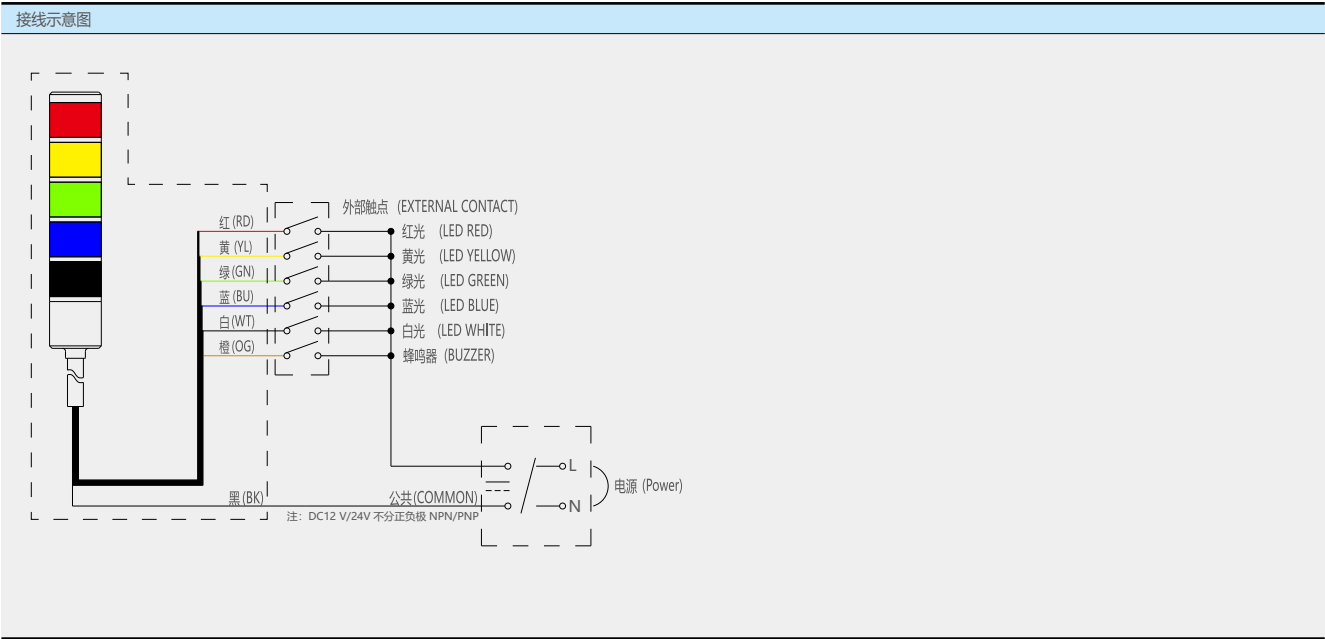 接线示意图
外部触点 (EXTERNAL CONTACT)
红 (RD) 红光 (LED RED)
黄 (YL) 黄光 (LED YELLOW)
绿 (GN) 绿光 (LED GREEN)
蓝 (BU) 蓝光 (LED BLUE)
白 (WT) 白光 (LED WHITE)
橙 (OG) 蜂鸣器 (BUZZER)
L
电源 (Power)
黑 (BK) 公共(COMMON) N
注: DC12 V/24V 不分正负极 NPN/PNP